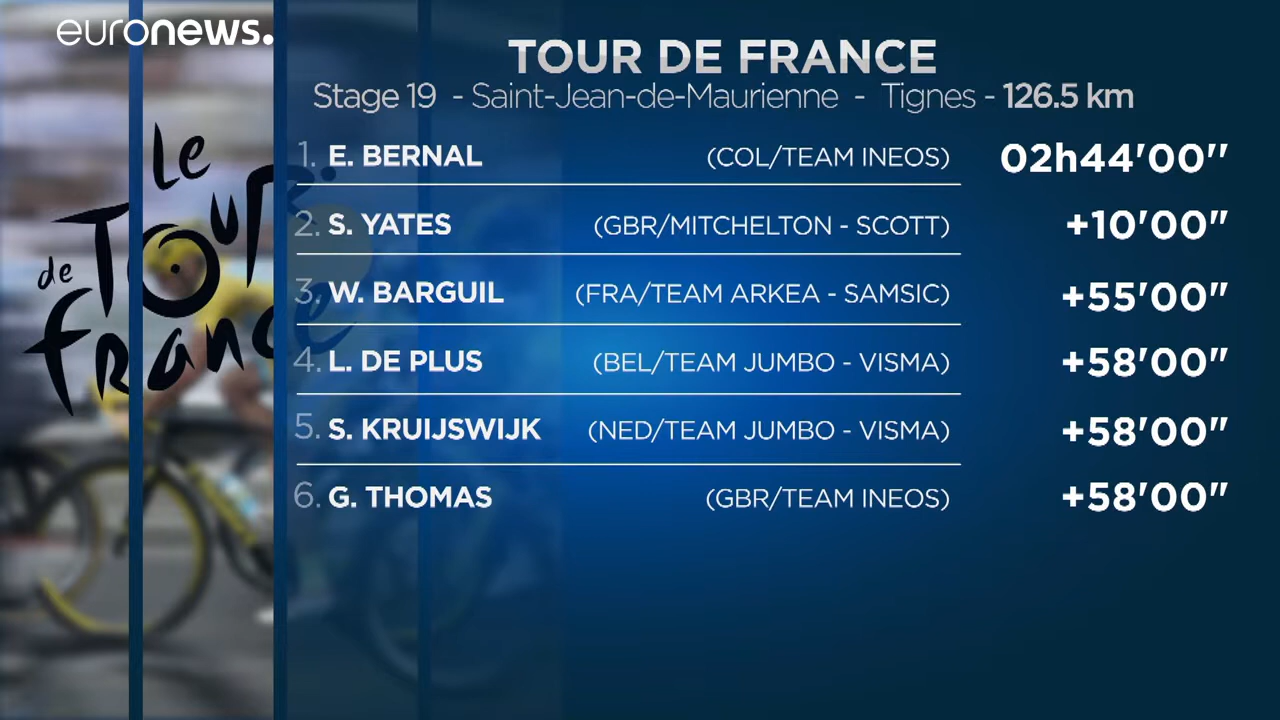 euronews.
TOUR DE FRANCE
Stage 19 - Saint-Jean-de-Maurienne - Tignes - 126.5 km
Le
Tour
de
france
1. E. BERNAL (COL/TEAM INEOS) 02h44'00''
2. S. YATES (GBR/MITCHELTON - SCOTT) +10'00"
3. W. BARGUIL (FRA/TEAM ARKEA - SAMSIC) +55'00"
4. L. DE PLUS (BEL/TEAM JUMBO - VISMA) +58'00"
5. S. KRUIJSWIJK (NED/TEAM JUMBO - VISMA) +58'00"
6. G. THOMAS (GBR/TEAM INEOS) +58'00"